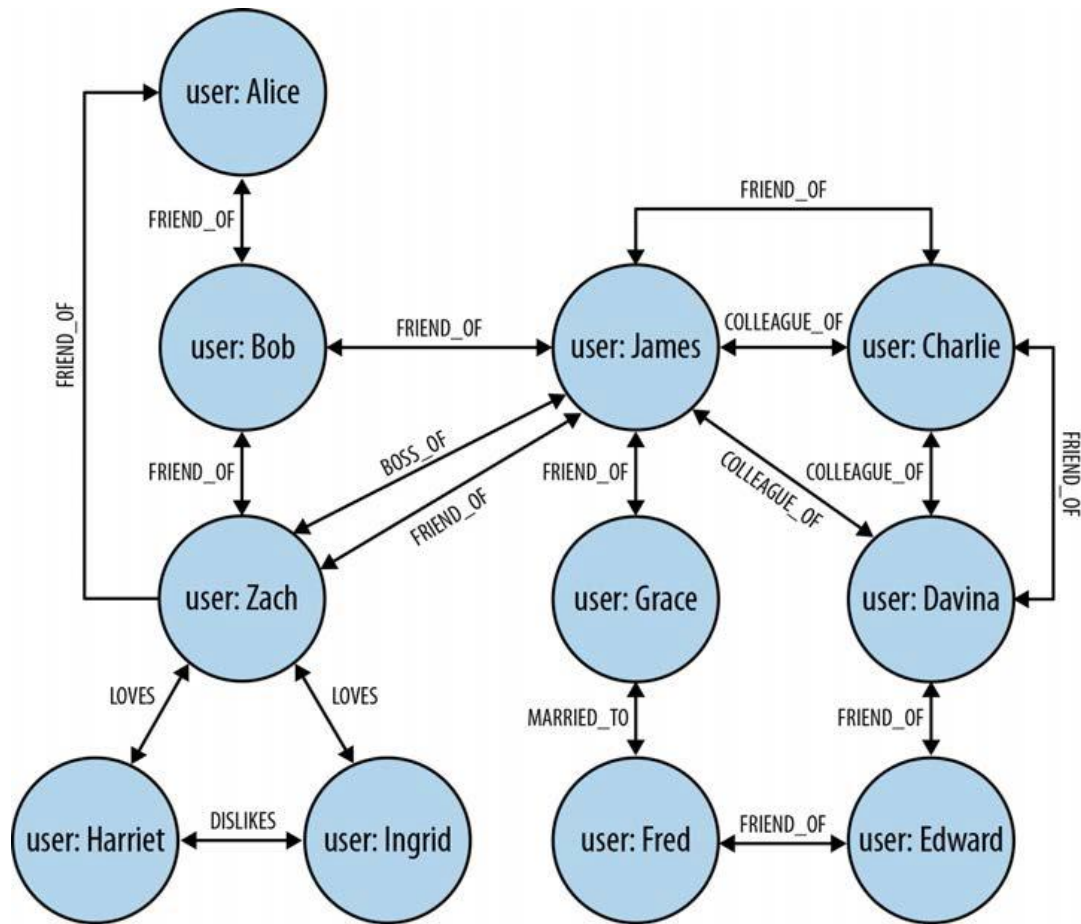 user: Alice
FRIEND_OF
FRIEND_OF
FRIEND_OF
user: Bob
FRIEND_OF
user: James
COLLEAGUE_OF
user: Charlie
FRIEND_OF
BOSS_OF
FRIEND_OF
FRIEND_OF
COLLEAGUE_OF
COLLEAGUE_OF
FRIEND_OF
user: Zach
user: Grace
user: Davina
LOVES
LOVES
MARRIED_TO
FRIEND_OF
user: Harriet
DISLIKES
user: Ingrid
user: Fred
FRIEND_OF
user: Edward